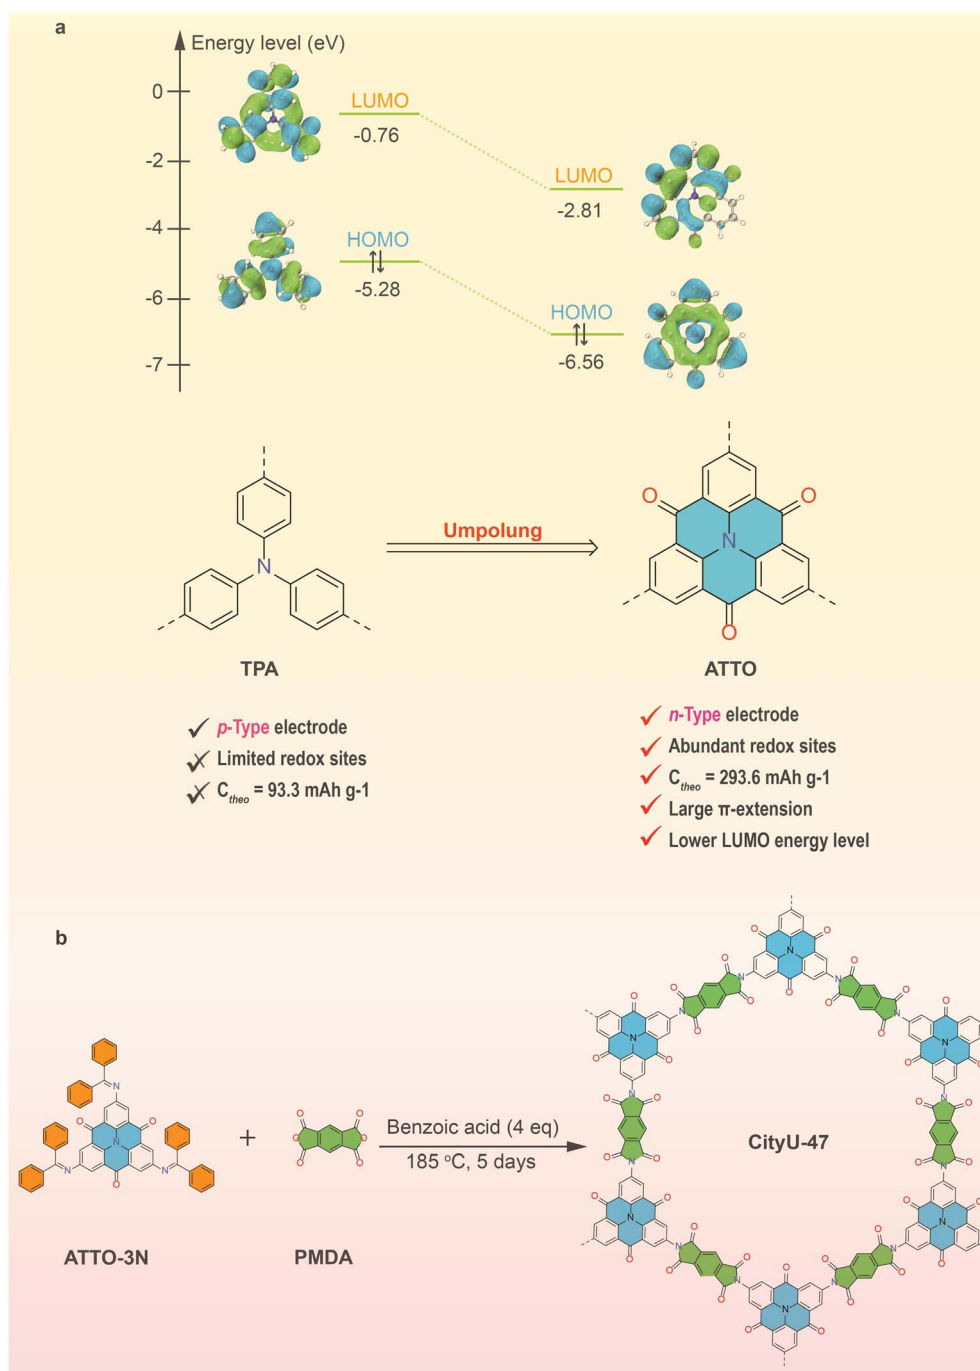 a
Energy level (eV)
0
-2
-4
-6
-7
LUMO
-0.76
LUMO
-2.81
HOMO
-5.28
HOMO
-6.56
N
Umpolung
O
O
N
O
TPA
ATTO
p-Type electrode
Limited redox sites
Ctheo = 93.3 mAh g-1
n-Type electrode
Abundant redox sites
Ctheo = 293.6 mAh g-1
Large π-extension
Lower LUMO energy level
b
+
Benzoic acid (4 eq)
185 °C, 5 days
CityU-47
ATTO-3N
PMDA